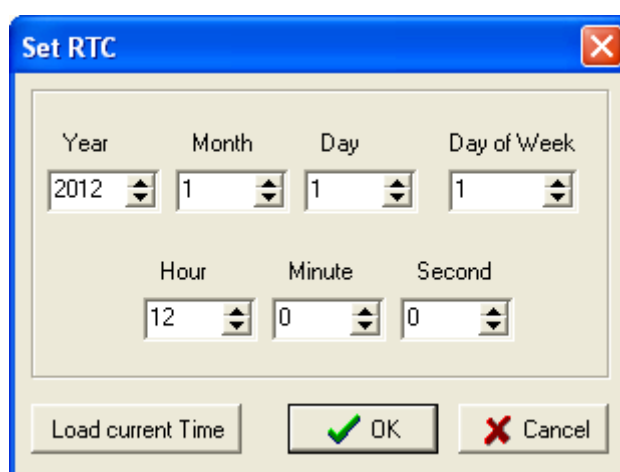 Set RTC
Year Month Day Day of Week
2012 1 1 1
Hour Minute Second
12 0 0
Load current Time OK Cancel